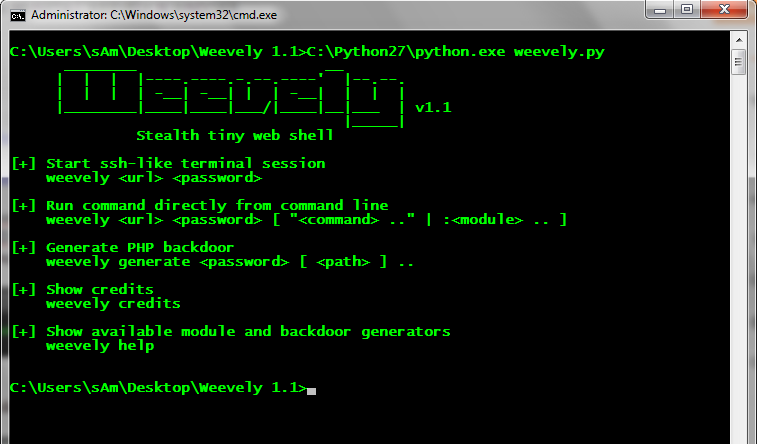 Administrator: C:\Windows\system32\cmd.exe
C:\Users\sAm\Desktop\Weevely 1.1>C:\Python27\python.exe weevely.py
Weevely v1.1
Stealth tiny web shell
[+] Start ssh-like terminal session
weevely <url> <password>
[+] Run command directly from command line
weevely <url> <password> [ "<command> .." | :<module> .. ]
[+] Generate PHP backdoor
weevely generate <password> [ <path> ] ..
[+] Show credits
weevely credits
[+] Show available module and backdoor generators
weevely help
C:\Users\sAm\Desktop\Weevely 1.1>